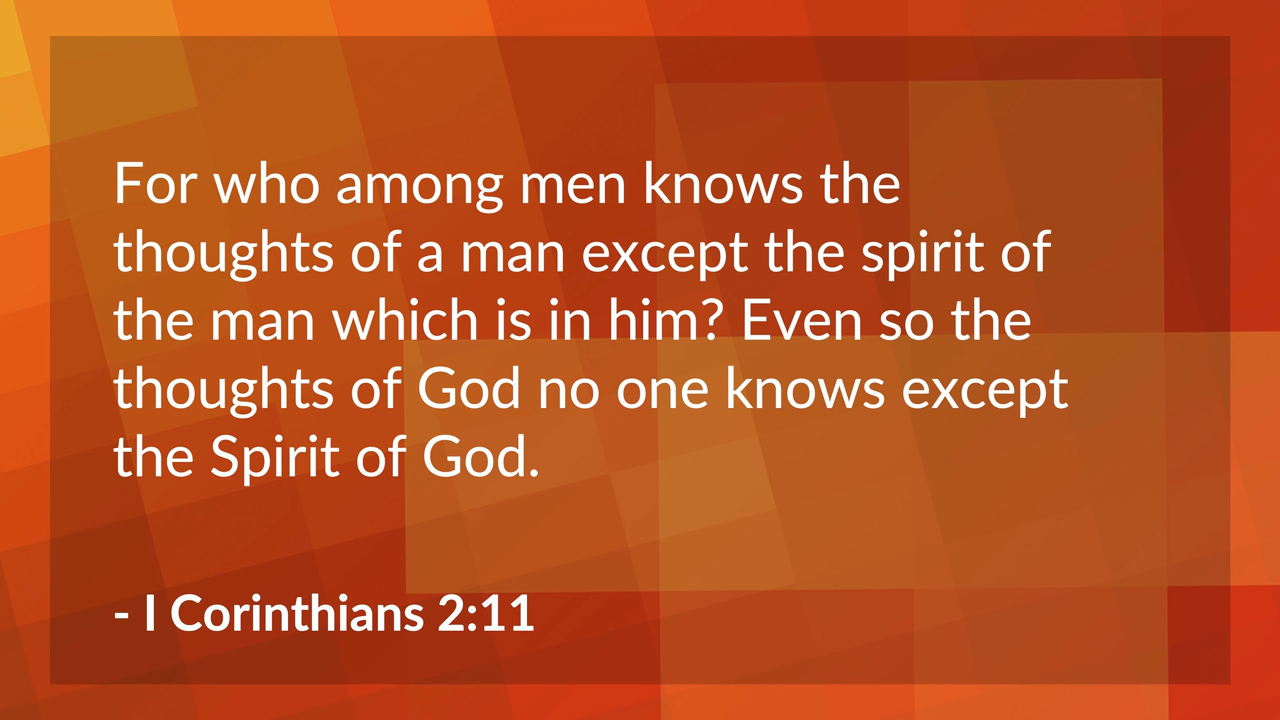 For who among men knows the
thoughts of a man except the spirit of
the man which is in him? Even so the
thoughts of God no one knows except
the Spirit of God.
- I Corinthians 2:11